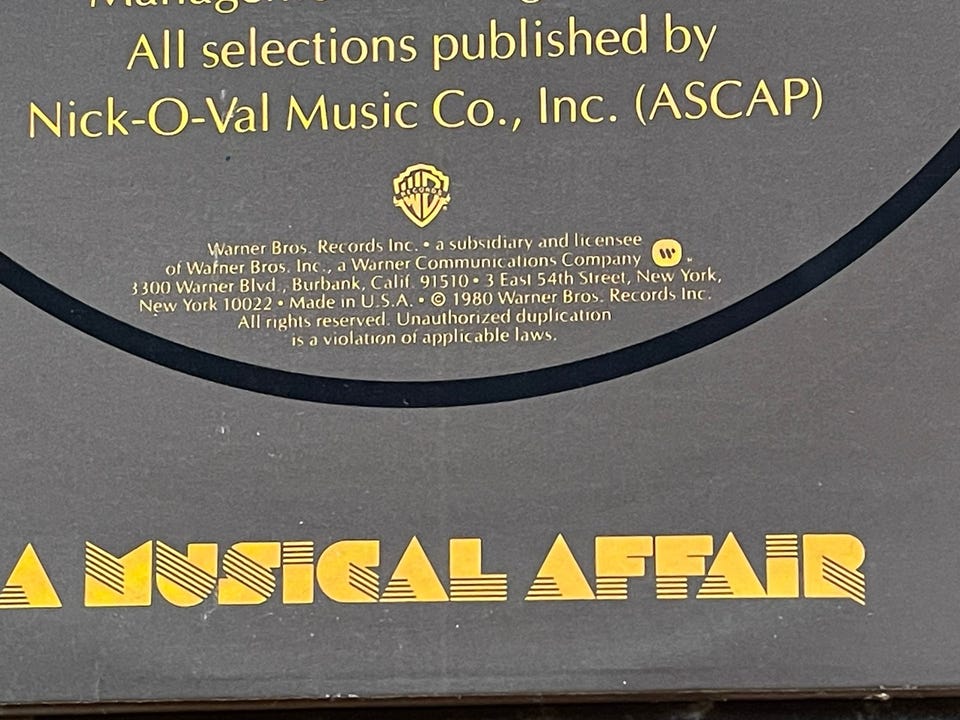 All selections published by
Nick-O-Val Music Co., Inc. (ASCAP)
RECORDS
Warner Bros. Records Inc. • a subsidiary and licensee
of Warner Bros. Inc., a Warner Communications Company
3300 Warner Blvd., Burbank, Calif. 91510 • 3 East 54th Street, New York,
New York 10022 • Made in U.S.A. • © 1980 Warner Bros. Records Inc.
All rights reserved. Unauthorized duplication
is a violation of applicable laws.
A MUSICAL AFFAIR